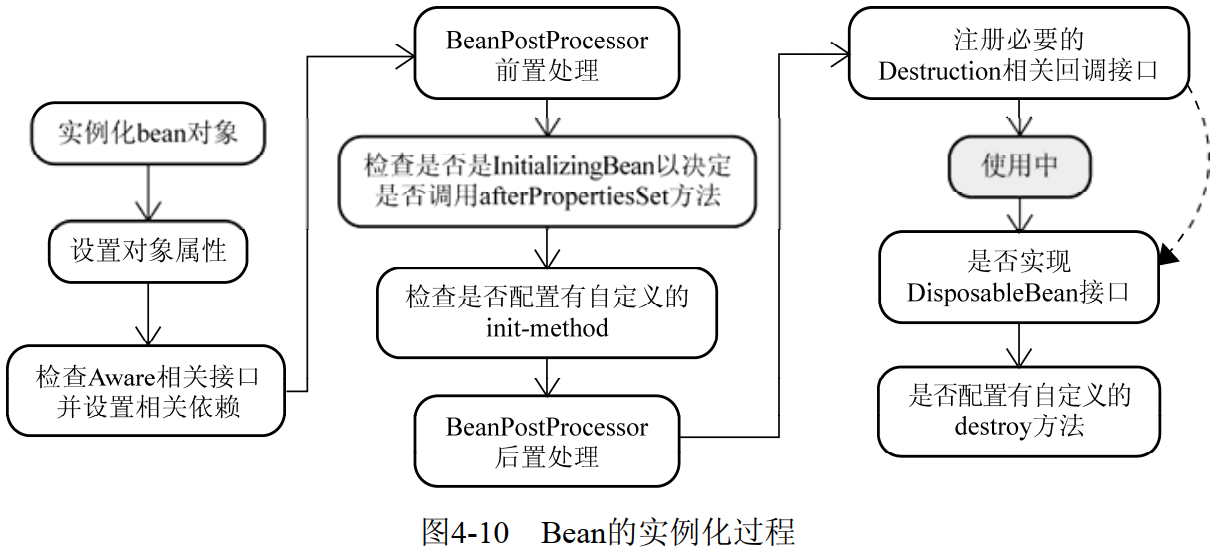 实例化bean对象
设置对象属性
检查Aware相关接口
并设置相关依赖
BeanPostProcessor
前置处理
检查是否是InitializingBean以决定
是否调用afterPropertiesSet方法
检查是否配置有自定义的
init-method
BeanPostProcessor
后置处理
注册必要的
Destruction相关回调接口
使用中
是否实现
DisposableBean接口
是否配置有自定义的
destroy方法
图4-10 Bean的实例化过程